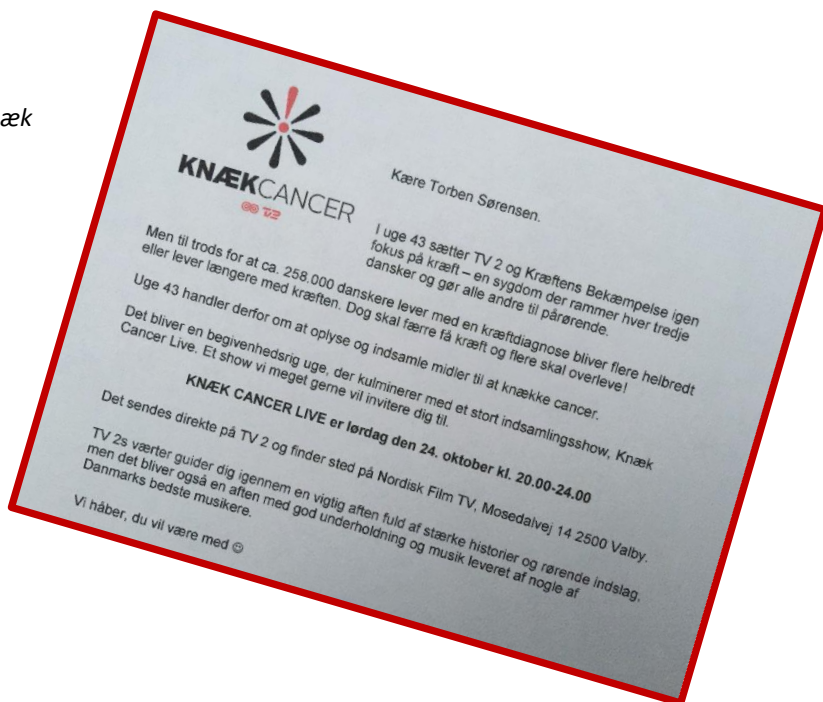 æk
KNÆKCANCER
TV2
Kære Torben Sørensen.
I uge 43 sætter TV 2 og Kræftens Bekæmpelse igen
fokus på kræft – en sygdom der rammer hver tredje
dansker og gør alle andre til pårørende.
Men til trods for at ca. 258.000 danskere lever med en kræftdiagnose bliver flere helbredt
eller lever længere med kræften. Dog skal færre få kræft og flere skal overleve!
Uge 43 handler derfor om at oplyse og indsamle midler til at knække cancer.
Det bliver en begivenhedsrig uge, der kulminerer med et stort indsamlingsshow, Knæk
Cancer Live. Et show vi meget gerne vil invitere dig til.
KNÆK CANCER LIVE er lørdag den 24. oktober kl. 20.00-24.00
Det sendes direkte på TV 2 og finder sted på Nordisk Film TV, Mosedalvej 14 2500 Valby.
TV 2s værter guider dig igennem en vigtig aften fuld af stærke historier og rørende indslag,
men det bliver også en aften med god underholdning og musik leveret af nogle af
Danmarks bedste musikere.
Vi håber, du vil være med ☺